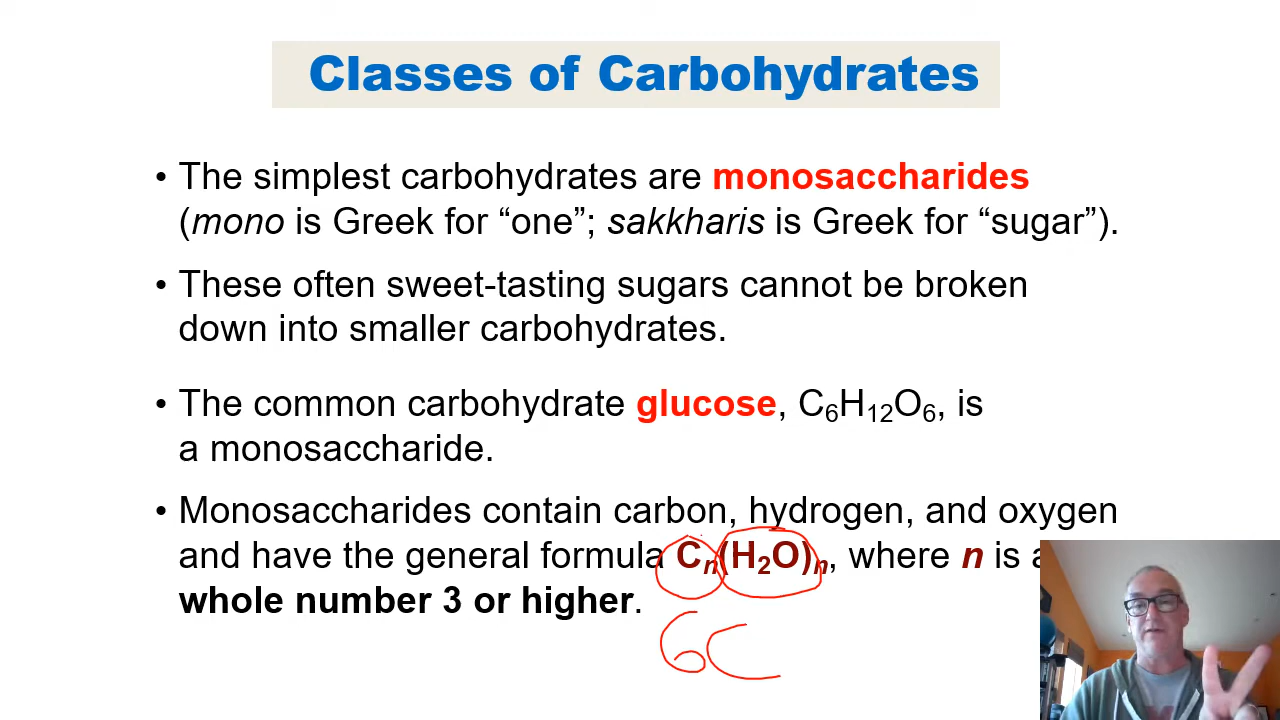 Classes of Carbohydrates
• The simplest carbohydrates are monosaccharides
(mono is Greek for “one”; sakkharis is Greek for “sugar”).
• These often sweet-tasting sugars cannot be broken
down into smaller carbohydrates.
• The common carbohydrate glucose, C₆H₁₂O₆, is
a monosaccharide.
• Monosaccharides contain carbon, hydrogen, and oxygen
and have the general formula Cₙ(H₂O)ₙ, where n is a
whole number 3 or higher.
6C